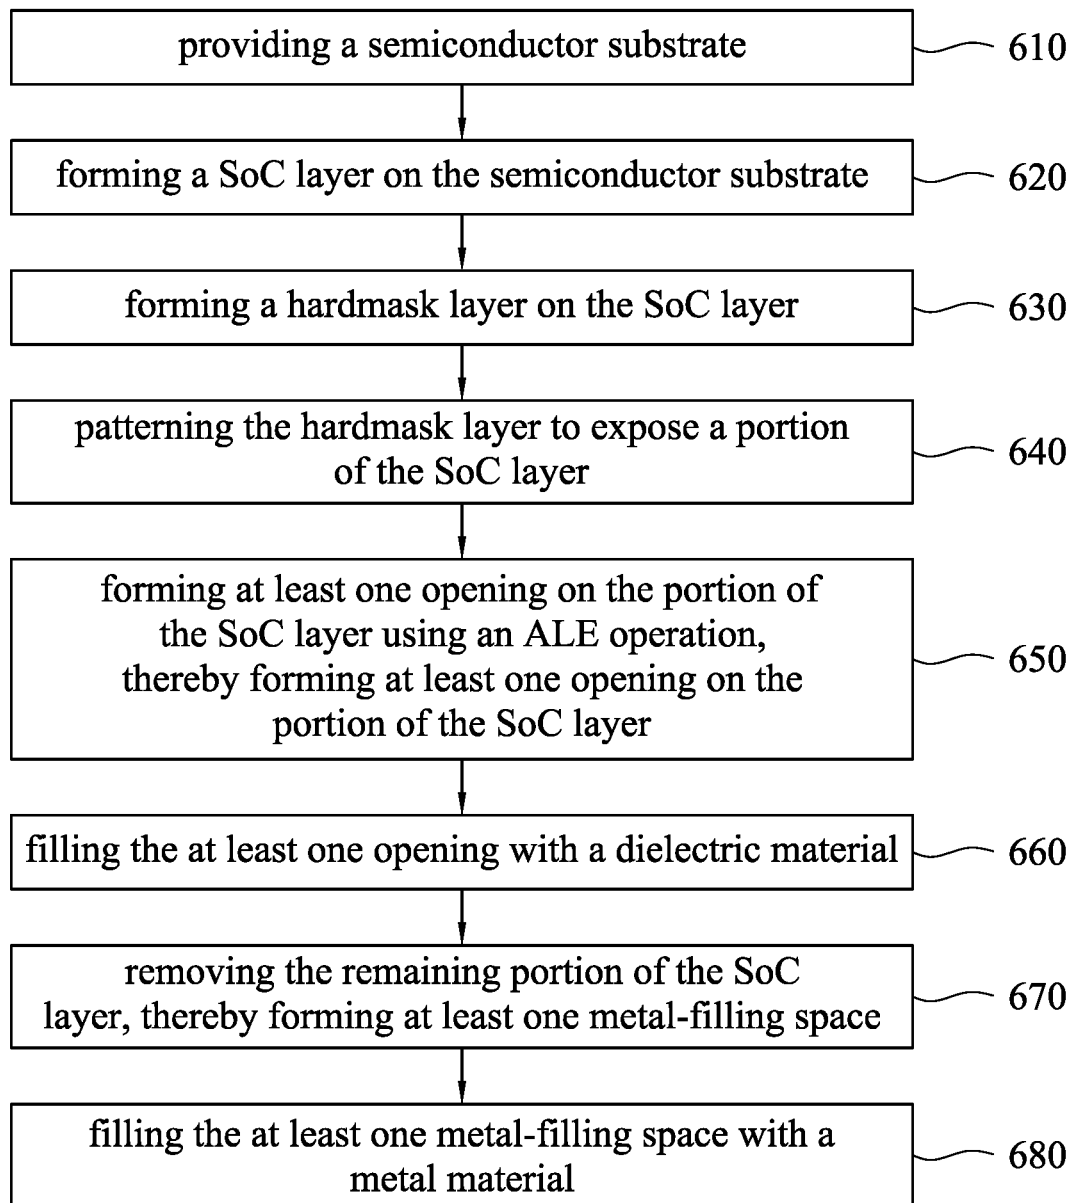 providing a semiconductor substrate
610
forming a SoC layer on the semiconductor substrate
620
forming a hardmask layer on the SoC layer
630
patterning the hardmask layer to expose a portion
of the SoC layer
640
forming at least one opening on the portion of
the SoC layer using an ALE operation,
thereby forming at least one opening on the
portion of the SoC layer
650
filling the at least one opening with a dielectric material
660
removing the remaining portion of the SoC
layer, thereby forming at least one metal-filling space
670
filling the at least one metal-filling space with a
metal material
680